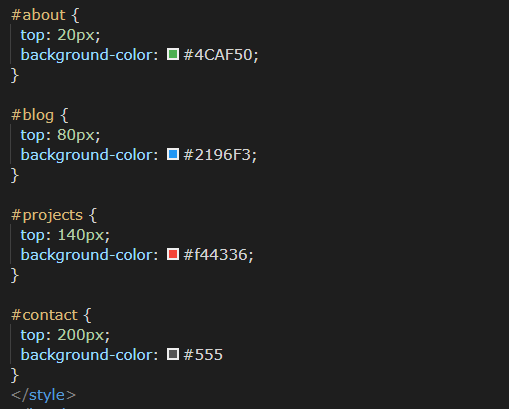 #about {
top: 20px;
background-color: #4CAF50;
}
#blog {
top: 80px;
background-color: #2196F3;
}
#projects {
top: 140px;
background-color: #f44336;
}
#contact {
top: 200px;
background-color: #555
}
</style>